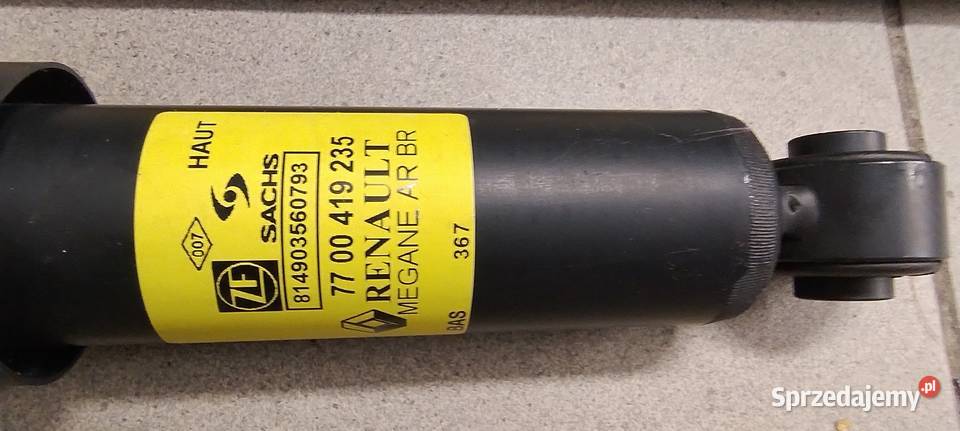 HAUT
007
SACHS
ZF
814903560793
77 00 419 235
RENAULT
MEGANE AR BR
BAS
367
Sprzedajemy.pl